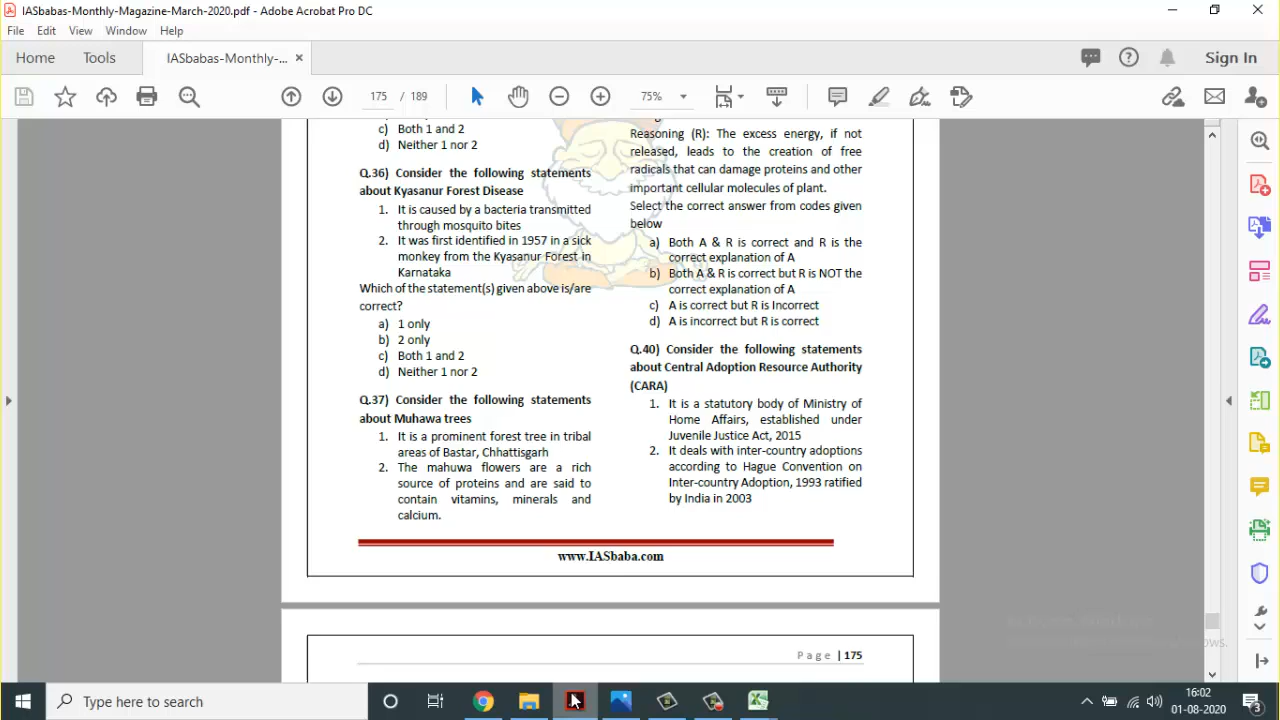 IASbabas-Monthly-Magazine-March-2020.pdf - Adobe Acrobat Pro DC
File Edit View Window Help
Home Tools IASbabas-Monthly-... × Sign In
175 / 189 75%
c) Both 1 and 2
d) Neither 1 nor 2
Q.36) Consider the following statements
about Kyasanur Forest Disease
1. It is caused by a bacteria transmitted
through mosquito bites
2. It was first identified in 1957 in a sick
monkey from the Kyasanur Forest in
Karnataka
Which of the statement(s) given above is/are
correct?
a) 1 only
b) 2 only
c) Both 1 and 2
d) Neither 1 nor 2
Q.37) Consider the following statements
about Muhawa trees
1. It is a prominent forest tree in tribal
areas of Bastar, Chhattisgarh
2. The mahuwa flowers are a rich
source of proteins and are said to
contain vitamins, minerals and
calcium.
Reasoning (R): The excess energy, if not
released, leads to the creation of free
radicals that can damage proteins and other
important cellular molecules of plant.
Select the correct answer from codes given
below
a) Both A & R is correct and R is the
correct explanation of A
b) Both A & R is correct but R is NOT the
correct explanation of A
c) A is correct but R is Incorrect
d) A is incorrect but R is correct
Q.40) Consider the following statements
about Central Adoption Resource Authority
(CARA)
1. It is a statutory body of Ministry of
Home Affairs, established under
Juvenile Justice Act, 2015
2. It deals with inter-country adoptions
according to Hague Convention on
Inter-country Adoption, 1993 ratified
by India in 2003
www.IASbaba.com
Page | 175
Type here to search
16:02
01-08-2020
3